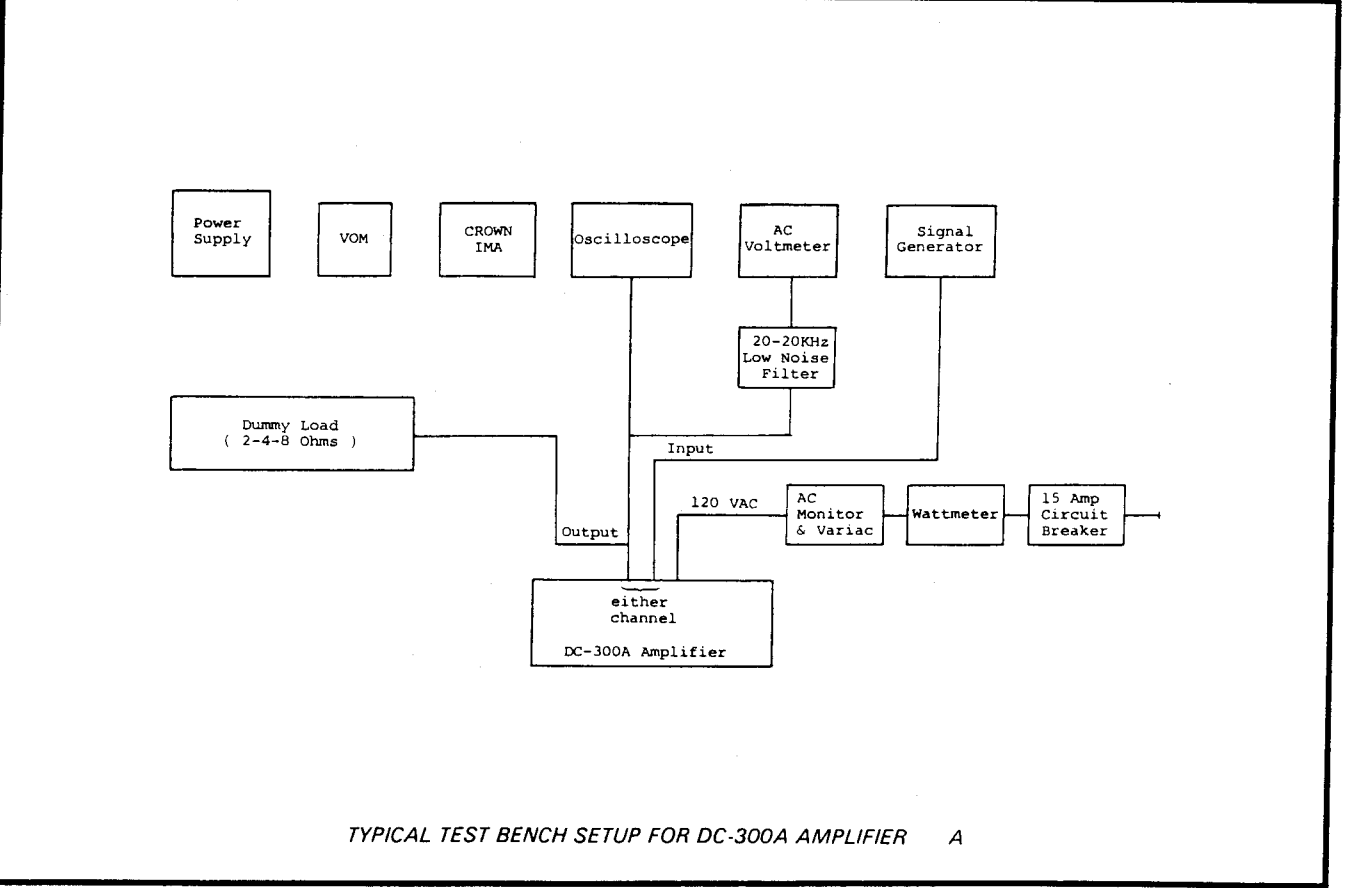 Power
Supply
VOM
CROWN
IMA
Oscilloscope
AC
Voltmeter
Signal
Generator
20-20KHz
Low Noise
Filter
Dummy Load
( 2-4-8 Ohms )
Input
120 VAC
AC
Monitor
& Variac
Wattmeter
15 Amp
Circuit
Breaker
Output
either
channel
DC-300A Amplifier
TYPICAL TEST BENCH SETUP FOR DC-300A AMPLIFIER A